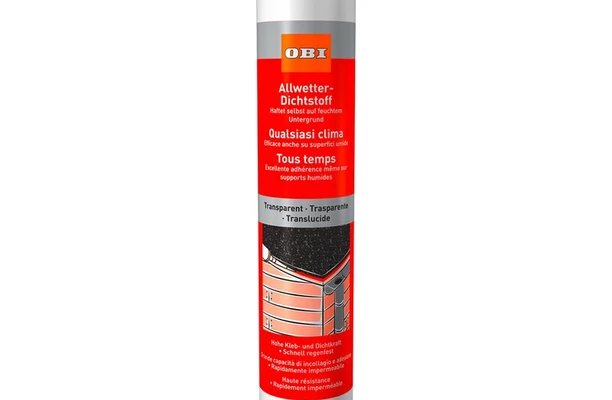 OBI
Allwetter-
Dichtstoff
Haftet selbst auf feuchtem
Untergrund
Qualsiasi clima
Efficace anche su superfici umide
Tous temps
Excellente adhérence même sur
supports humides
Transparent · Trasparente
· Translucide
Hohe Kleb- und Dichtkraft
• Schnell regenfest
Grande capacità di incollagio e adesione
• Rapidamente impermeabile
Haute résistance
• Rapidement imperméable